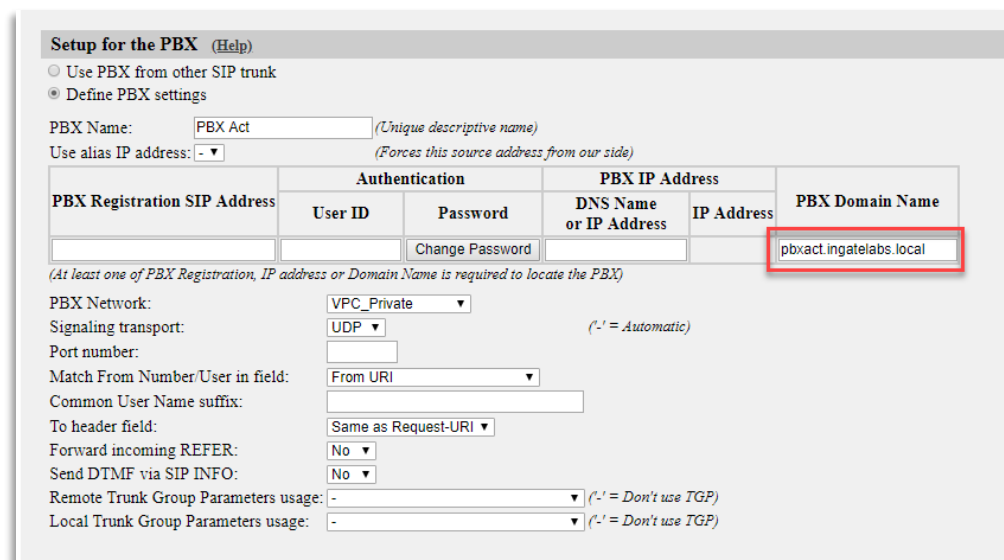 Setup for the PBX (Help)
Use PBX from other SIP trunk
Define PBX settings
PBX Name: PBX Act (Unique descriptive name)
Use alias IP address: - (Forces this source address from our side)
PBX Registration SIP Address Authentication PBX IP Address PBX Domain Name
User ID Password DNS Name or IP Address IP Address
Change Password pbxact.ingatelabs.local
(At least one of PBX Registration, IP address or Domain Name is required to locate the PBX)
PBX Network: VPC_Private
Signaling transport: UDP ('-' = Automatic)
Port number:
Match From Number/User in field: From URI
Common User Name suffix:
To header field: Same as Request-URI
Forward incoming REFER: No
Send DTMF via SIP INFO: No
Remote Trunk Group Parameters usage: - ('-' = Don't use TGP)
Local Trunk Group Parameters usage: - ('-' = Don't use TGP)